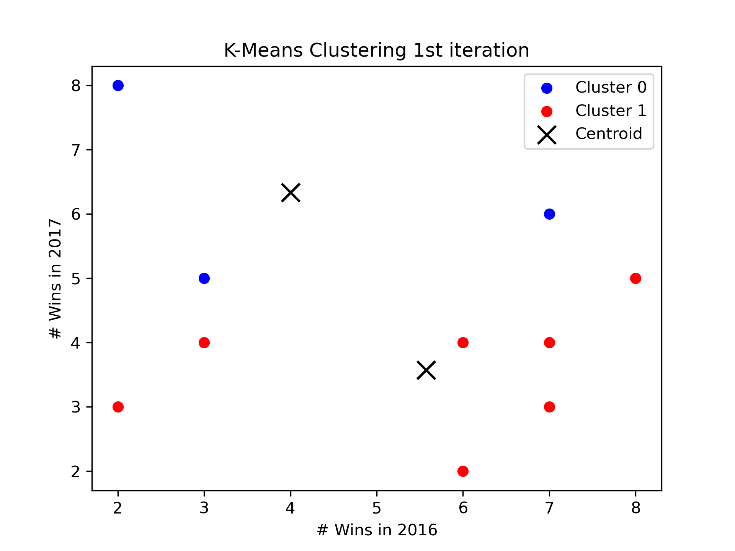 K-Means Clustering 1st iteration
Cluster 0
Cluster 1
Centroid
# Wins in 2017
8
7
6
5
4
3
2
2
3
4
5
6
7
8
# Wins in 2016